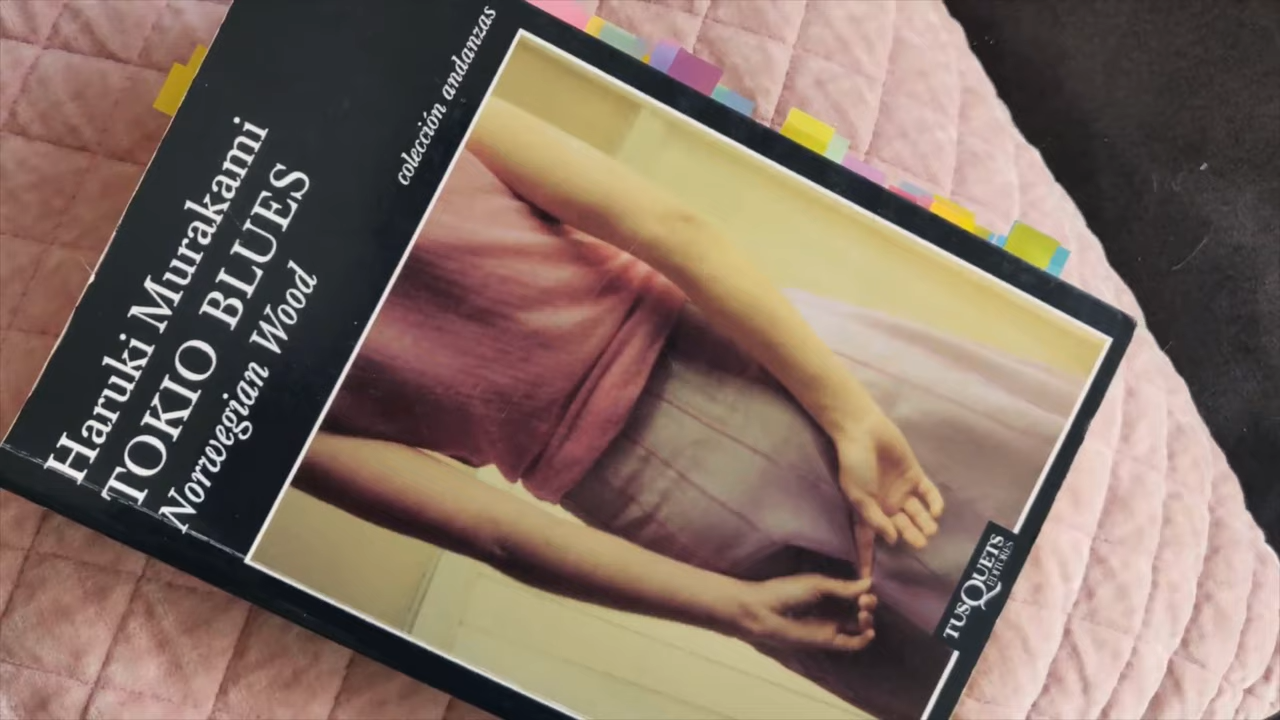 Haruki Murakami
TOKIO BLUES
Norwegian Wood
colección andanzas
TUSQUETS
EDITORES